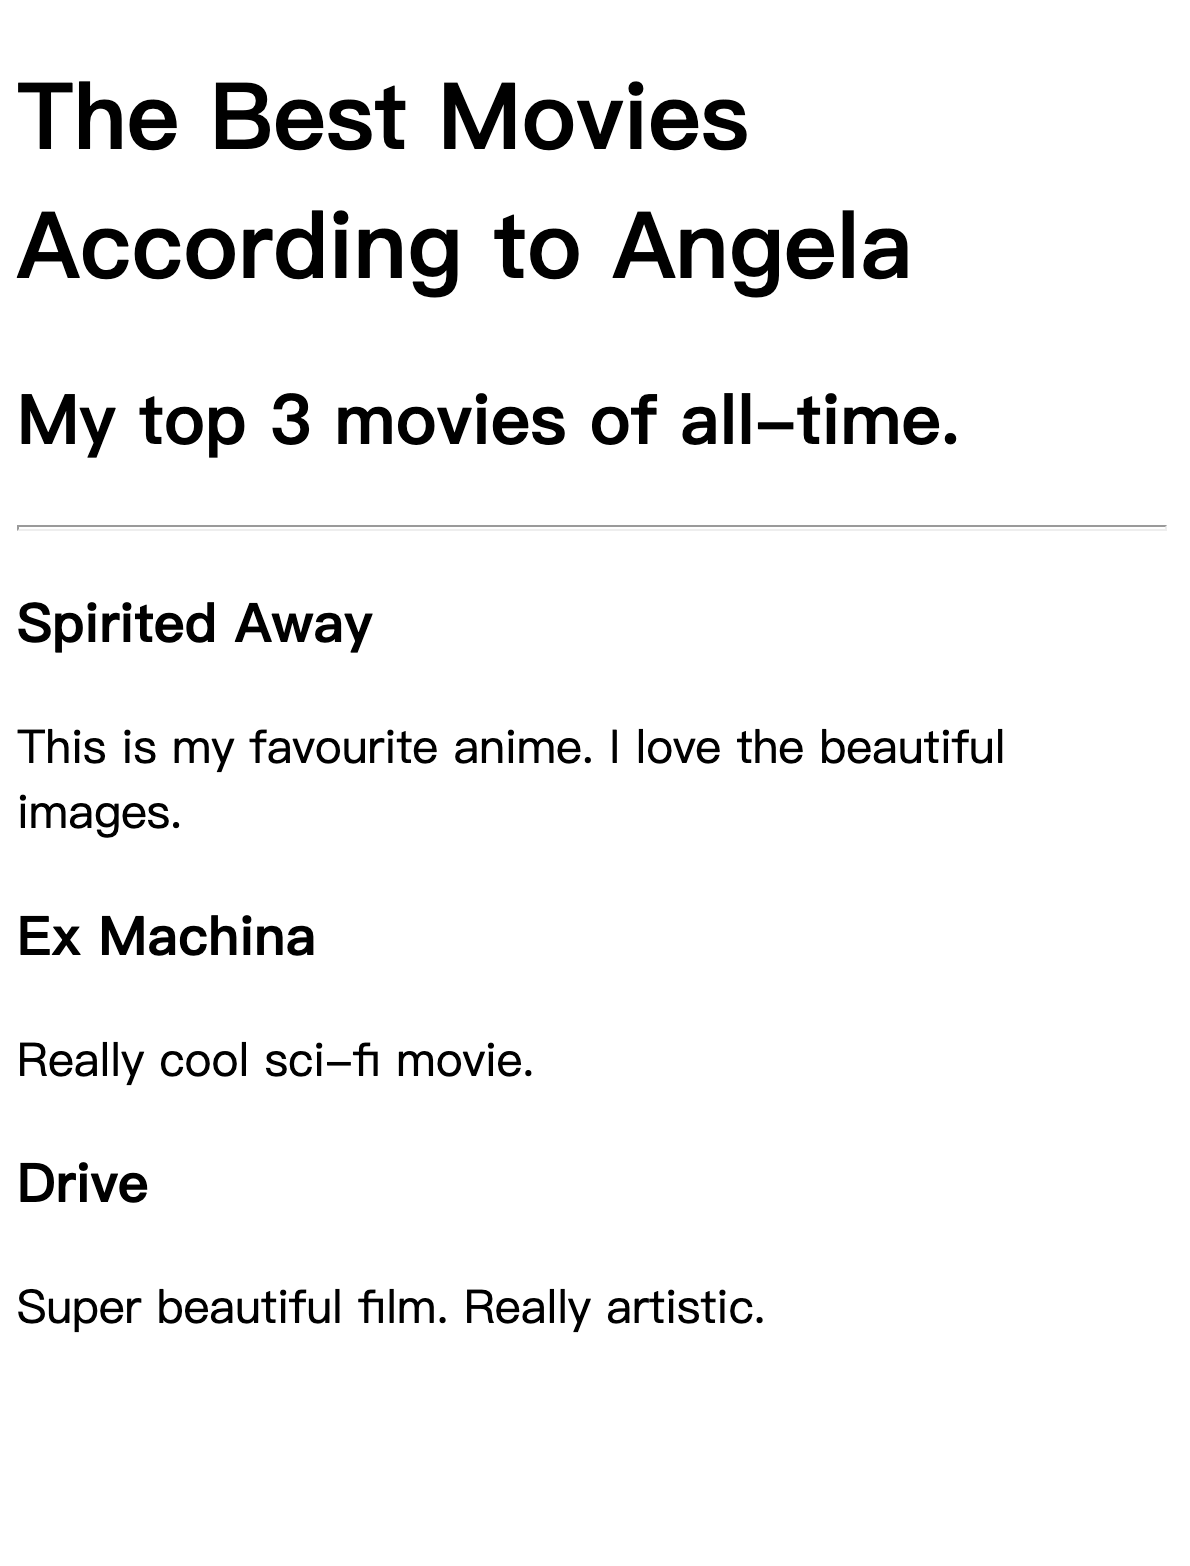 The Best Movies
According to Angela
My top 3 movies of all-time.
Spirited Away
This is my favourite anime. I love the beautiful
images.
Ex Machina
Really cool sci-fi movie.
Drive
Super beautiful film. Really artistic.